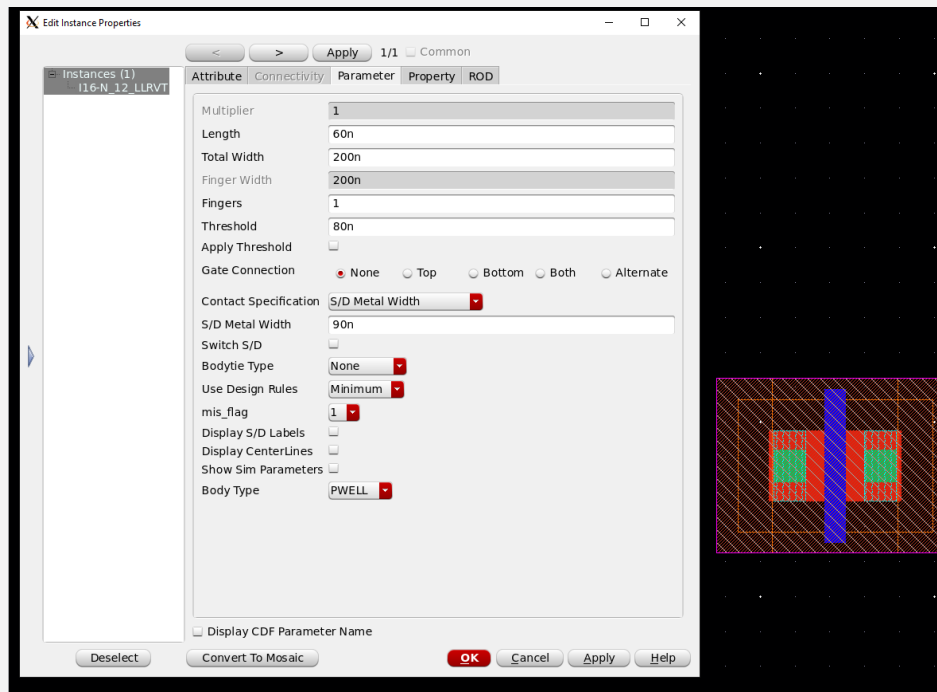 Edit Instance Properties
< > Apply 1/1 Common
Instances (1)
I16-N_12_LLRVT
Attribute Connectivity Parameter Property ROD
Multiplier 1
Length 60n
Total Width 200n
Finger Width 200n
Fingers 1
Threshold 80n
Apply Threshold
Gate Connection None Top Bottom Both Alternate
Contact Specification S/D Metal Width
S/D Metal Width 90n
Switch S/D
Bodytie Type None
Use Design Rules Minimum
mis_flag 1
Display S/D Labels
Display CenterLines
Show Sim Parameters
Body Type PWELL
Display CDF Parameter Name
Deselect Convert To Mosaic OK Cancel Apply Help